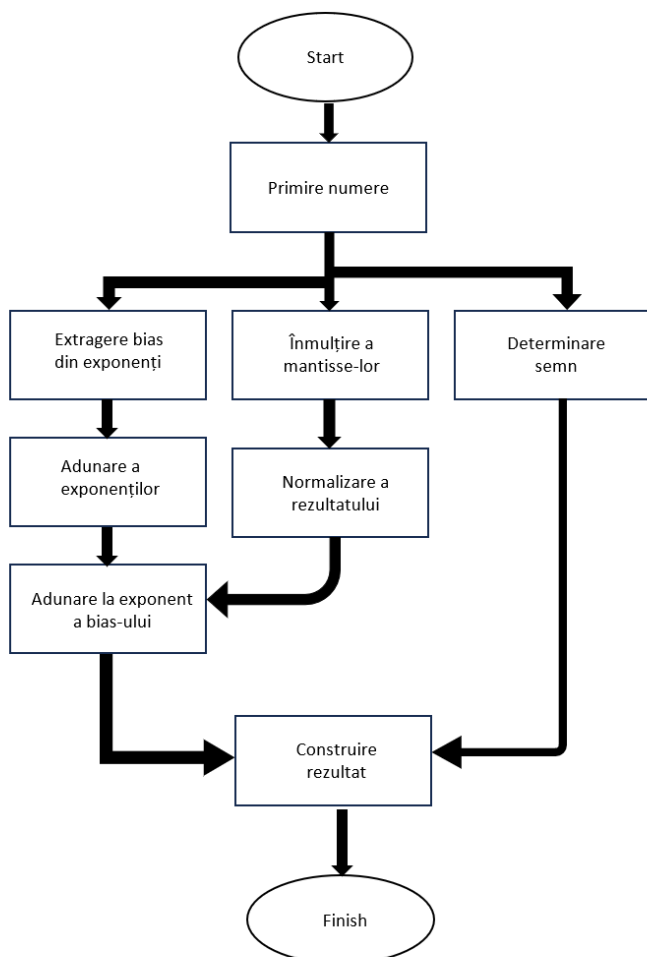 Start
Primire numere
Extragere bias
din exponenți
Înmulțire a
mantisse-lor
Determinare
semn
Adunare a
exponenților
Normalizare a
rezultatului
Adunare la exponent
a bias-ului
Construire
rezultat
Finish